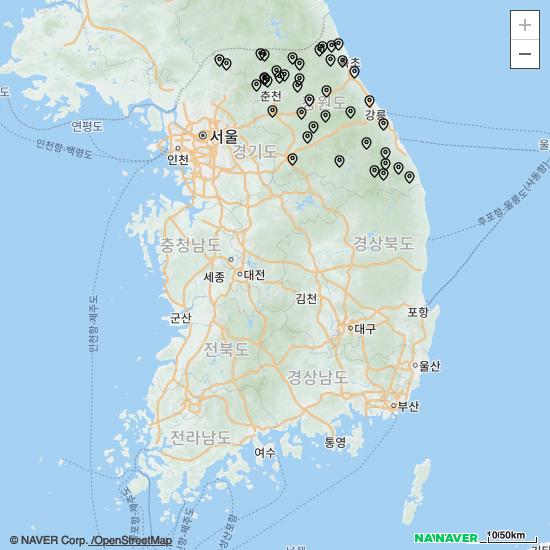 +
−
속초
춘천
강원도
강릉
연평도
서울
인천
경기도
인천항-백령도
울
후포항-울릉도(사동항)
충청남도
경상북도
세종
대전
인천항-제주도
김천
군산
포항
대구
전북도
울산
경상남도
부산
전라남도
여수
통영
© NAVER Corp. /OpenStreetMap
NAVER
10/50km